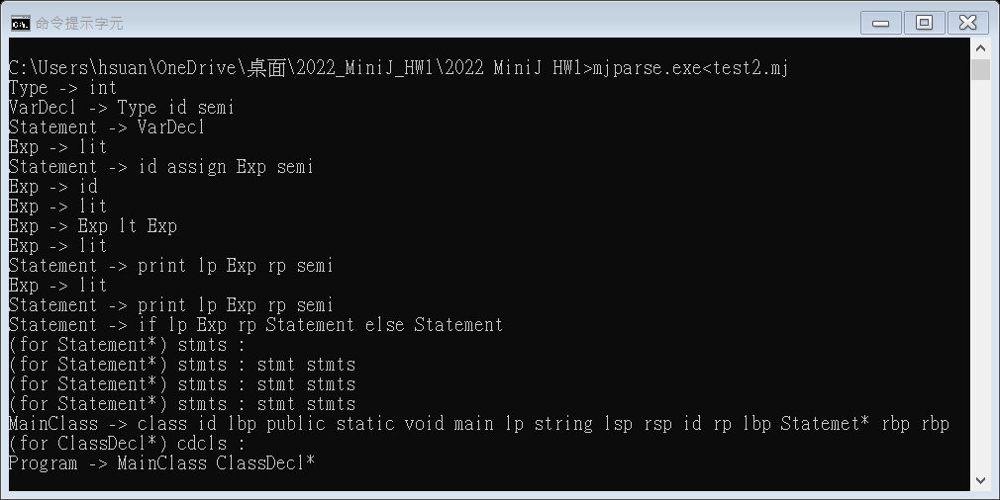 命令提示字元
C:\Users\hsuan\OneDrive\桌面\2022_MiniJ_HW1\2022 MiniJ HW1>mjparse.exe<test2.mj
Type -> int
VarDecl -> Type id semi
Statement -> VarDecl
Exp -> lit
Statement -> id assign Exp semi
Exp -> id
Exp -> lit
Exp -> Exp lt Exp
Exp -> lit
Statement -> print lp Exp rp semi
Exp -> lit
Statement -> print lp Exp rp semi
Statement -> if lp Exp rp Statement else Statement
(for Statement*) stmts :
(for Statement*) stmts : stmt stmts
(for Statement*) stmts : stmt stmts
(for Statement*) stmts : stmt stmts
MainClass -> class id lbp public static void main lp string lsp rsp id rp lbp Statemet* rbp rbp
(for ClassDecl*) cdcls :
Program -> MainClass ClassDecl*